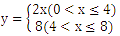 y = { 2x(0 < x ≤ 4)
8(4 < x ≤ 8)